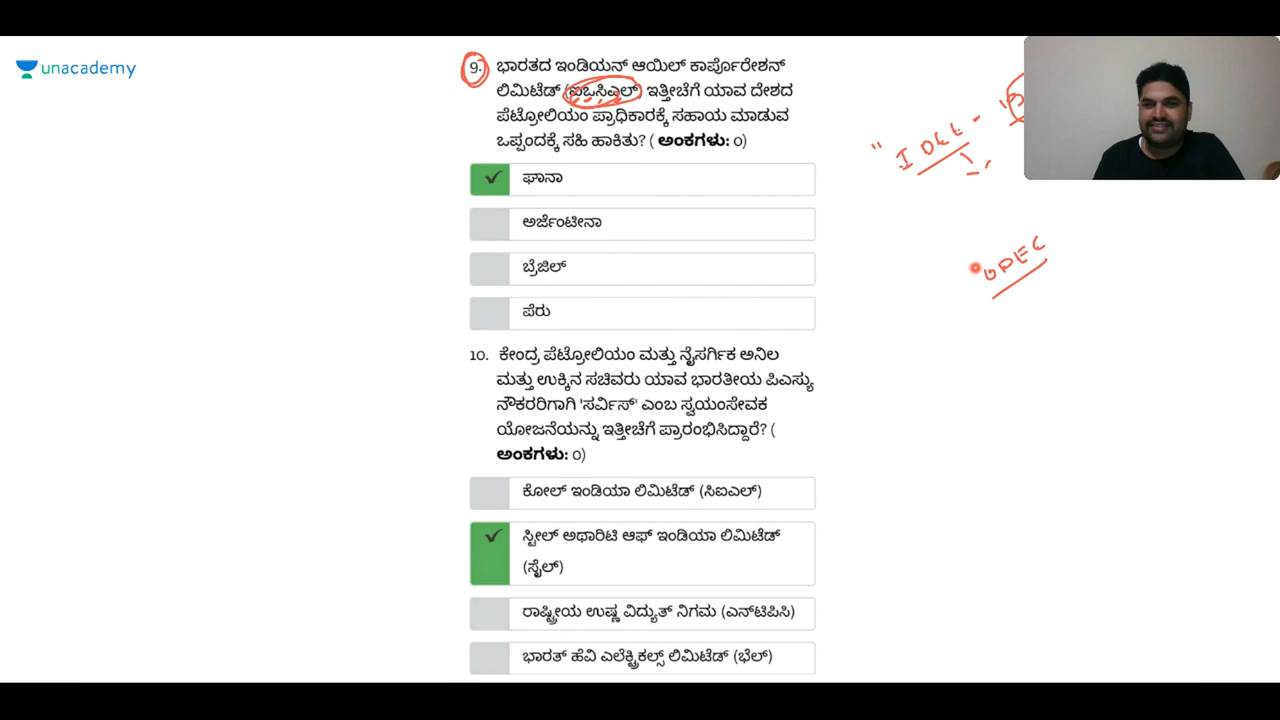 unacademy
9. ಭಾರತದ ಇಂಡಿಯನ್ ಆಯಿಲ್ ಕಾರ್ಪೊರೇಶನ್
ಲಿಮಿಟೆಡ್ (ಐಒಸಿಎಲ್) ಇತ್ತೀಚೆಗೆ ಯಾವ ದೇಶದ
ಪೆಟ್ರೋಲಿಯಂ ಪ್ರಾಧಿಕಾರಕ್ಕೆ ಸಹಾಯ ಮಾಡುವ
ಒಪ್ಪಂದಕ್ಕೆ ಸಹಿ ಹಾಕಿತು? ( ಅಂಕಗಳು: 0)
ಘಾನಾ
ಅರ್ಜೆಂಟೀನಾ
ಬ್ರೆಜಿಲ್
ಪೆರು
10. ಕೇಂದ್ರ ಪೆಟ್ರೋಲಿಯಂ ಮತ್ತು ನೈಸರ್ಗಿಕ ಅನಿಲ
ಮತ್ತು ಉಕ್ಕಿನ ಸಚಿವರು ಯಾವ ಭಾರತೀಯ ಪಿಎಸ್ಯು
ನೌಕರರಿಗಾಗಿ 'ಸರ್ವಿಸ್' ಎಂಬ ಸ್ವಯಂಸೇವಕ
ಯೋಜನೆಯನ್ನು ಇತ್ತೀಚೆಗೆ ಪ್ರಾರಂಭಿಸಿದ್ದಾರೆ? (
ಅಂಕಗಳು: 0)
ಕೋಲ್ ಇಂಡಿಯಾ ಲಿಮಿಟೆಡ್ (ಸಿಐಎಲ್)
ಸ್ಟೀಲ್ ಅಥಾರಿಟಿ ಆಫ್ ಇಂಡಿಯಾ ಲಿಮಿಟೆಡ್
(ಸೈಲ್)
ರಾಷ್ಟ್ರೀಯ ಉಷ್ಣ ವಿದ್ಯುತ್ ನಿಗಮ (ಎನ್‌ಟಿಪಿಸಿ)
ಭಾರತ್ ಹೆವಿ ಎಲೆಕ್ಟ್ರಿಕಲ್ಸ್ ಲಿಮಿಟೆಡ್ (ಭೆಲ್)
OPEC